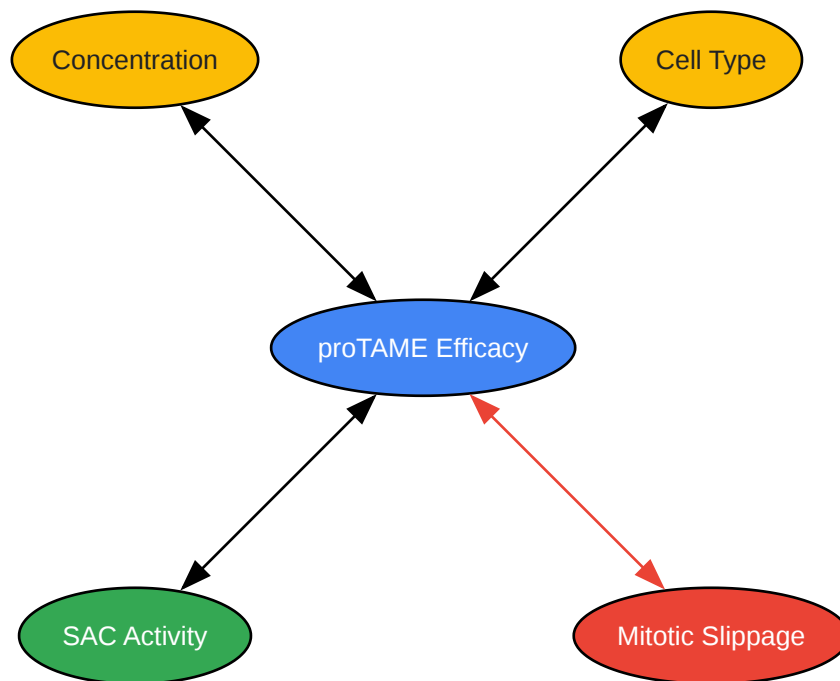 Concentration
Cell Type
proTAME Efficacy
SAC Activity
Mitotic Slippage